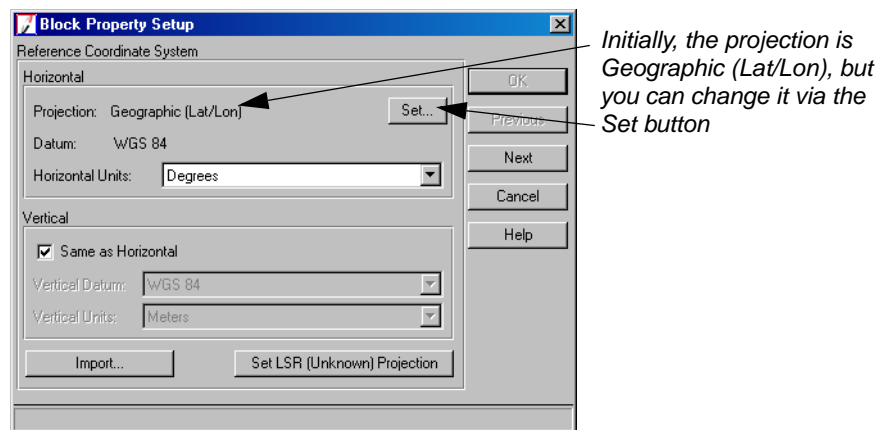 Block Property Setup
Reference Coordinate System
Horizontal
Projection: Geographic (Lat/Lon)
Set...
Datum: WGS 84
Horizontal Units: Degrees
Vertical
Same as Horizontal
Vertical Datum: WGS 84
Vertical Units: Meters
Import...
Set LSR (Unknown) Projection
OK
Previous
Next
Cancel
Help
Initially, the projection is
Geographic (Lat/Lon), but
you can change it via the
Set button